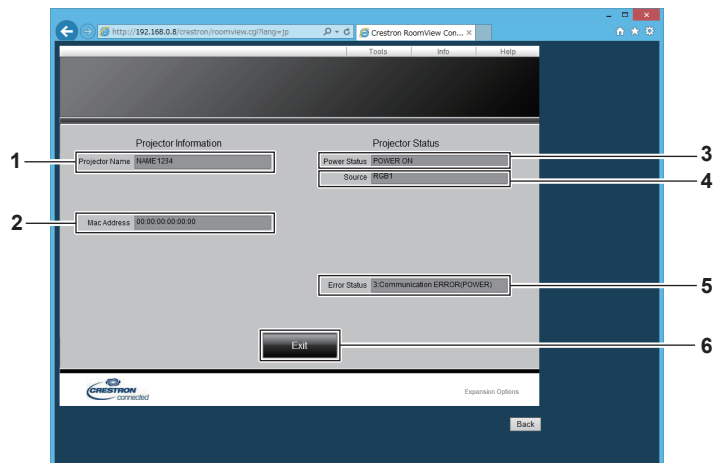 http://192.168.0.8/crestron/roomview.cgi?lang=jp
Crestron RoomView Con... ×
Tools Info Help
Projector Information
Projector Status
1 Projector Name NAME1234
Power Status POWER ON 3
Source RGB1 4
2 Mac Address 00:00:00:00:00:00
Error Status 3:Communication ERROR(POWER) 5
Exit 6
CRESTRON
connected
Expansion Options
Back